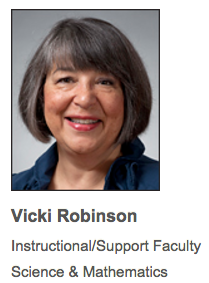 Vicki Robinson
Instructional/Support Faculty
Science & Mathematics